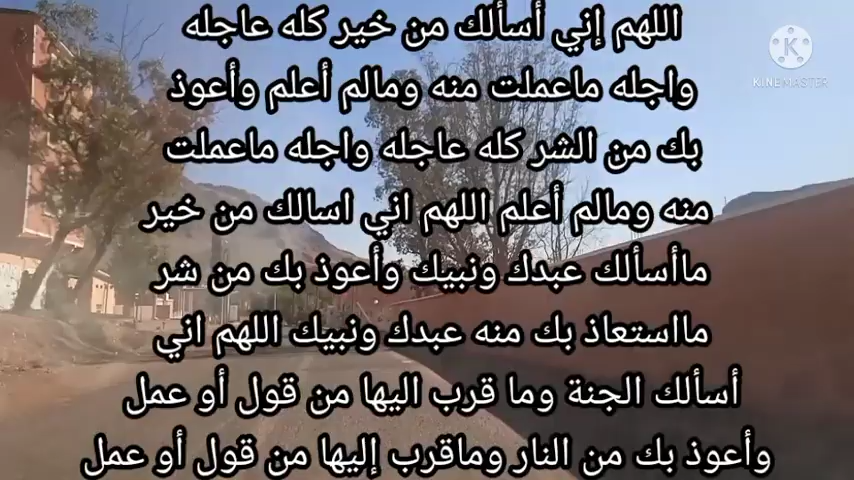 اللهم إني أسألك من خير كله عاجله
واجله ماعملت منه ومالم أعلم وأعوذ
بك من الشر كله عاجله واجله ماعملت
منه ومالم أعلم اللهم اني اسالك من خير
ماأسألك عبدك ونبيك وأعوذ بك من شر
مااستعاذ بك منه عبدك ونبيك اللهم اني
أسألك الجنة وما قرب اليها من قول أو عمل
وأعوذ بك من النار وماقرب إليها من قول أو عمل
K
KINEMASTER